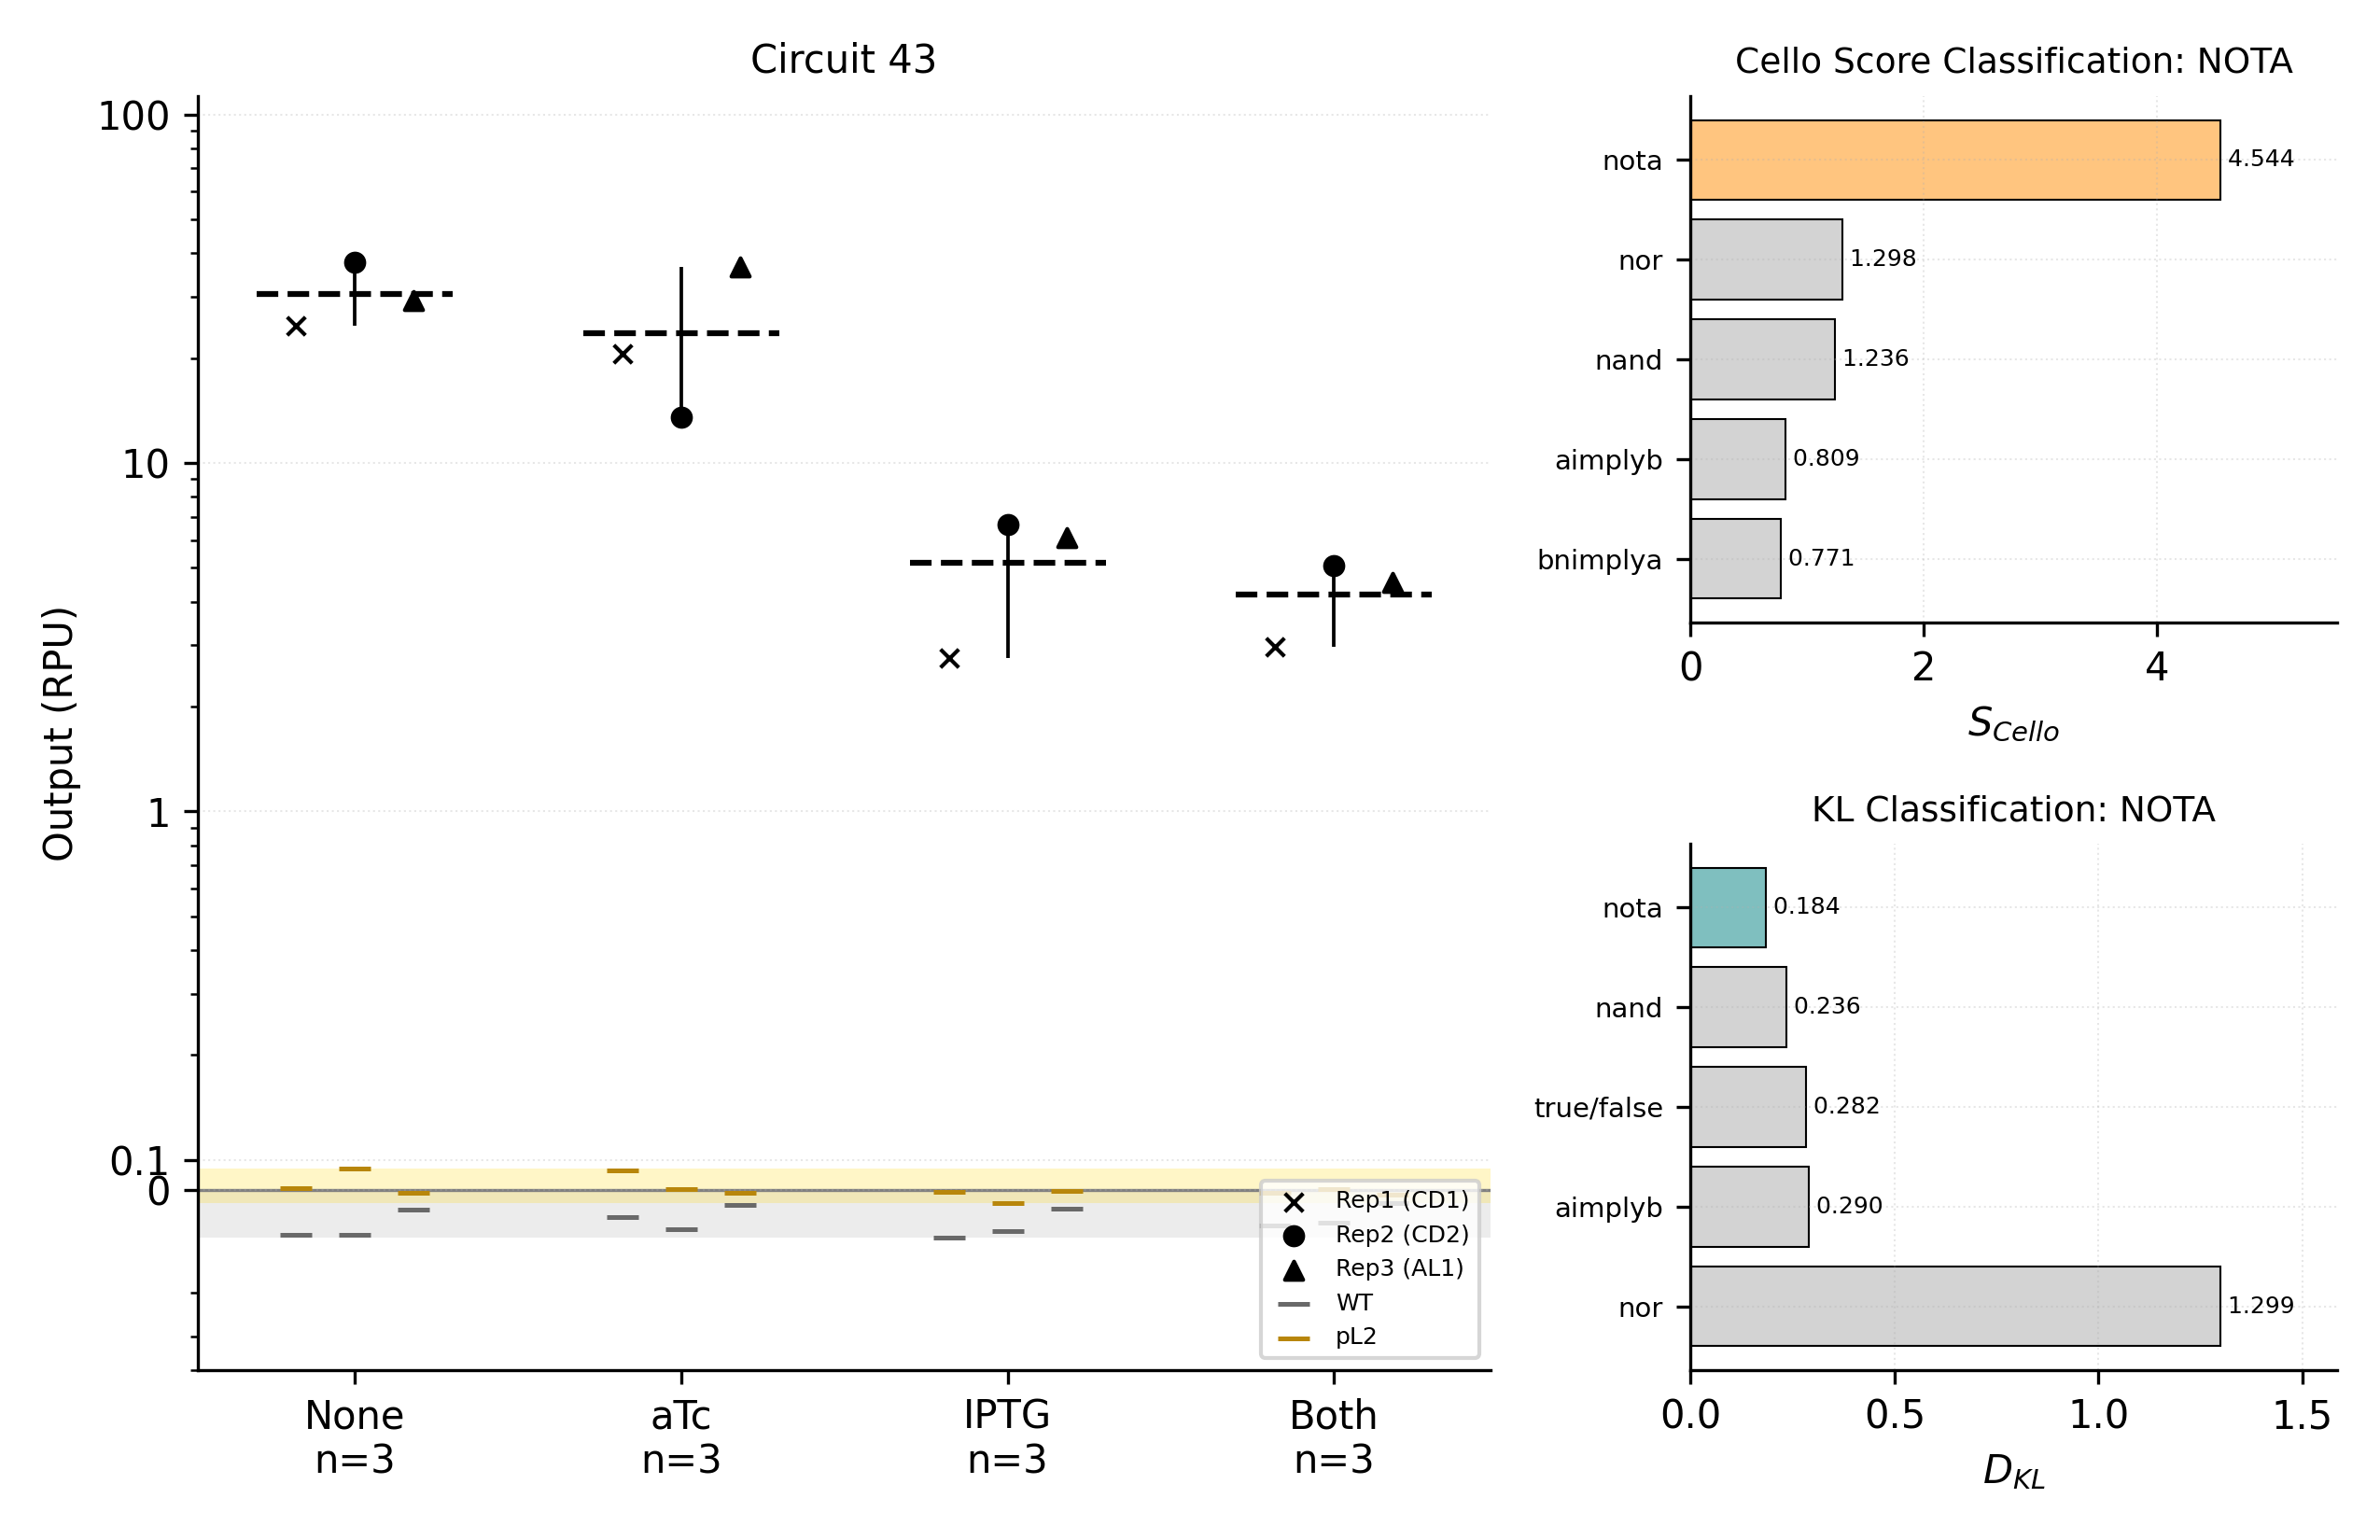 Circuit 43
Output (RPU)
100
10
1
0.1
0
None
n=3
aTc
n=3
IPTG
n=3
Both
n=3
Rep1 (CD1)
Rep2 (CD2)
Rep3 (AL1)
WT
pL2
Cello Score Classification: NOTA
nota
4.544
nor
1.298
nand
1.236
aimplyb
0.809
bnimplya
0.771
0
2
4
S_Cello
KL Classification: NOTA
nota
0.184
nand
0.236
true/false
0.282
aimplyb
0.290
nor
1.299
0.0
0.5
1.0
1.5
D_KL